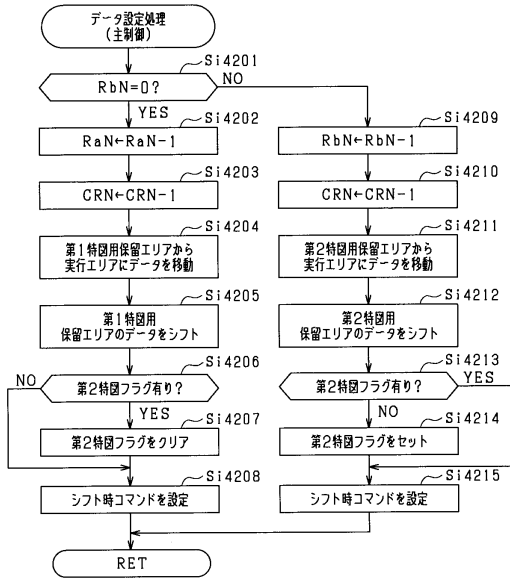 データ設定処理
(主制御)
Si4201
RbN=0?
NO
YES
Si4202
RaN←RaN-1
Si4203
CRN←CRN-1
Si4204
第1特図用保留エリアから
実行エリアにデータを移動
Si4205
第1特図用
保留エリアのデータをシフト
Si4206
NO
第2特図フラグ有り?
YES
Si4207
第2特図フラグをクリア
Si4208
シフト時コマンドを設定
Si4209
RbN←RbN-1
Si4210
CRN←CRN-1
Si4211
第2特図用保留エリアから
実行エリアにデータを移動
Si4212
第2特図用
保留エリアのデータをシフト
Si4213
第2特図フラグ有り?
YES
NO
Si4214
第2特図フラグをセット
Si4215
シフト時コマンドを設定
RET